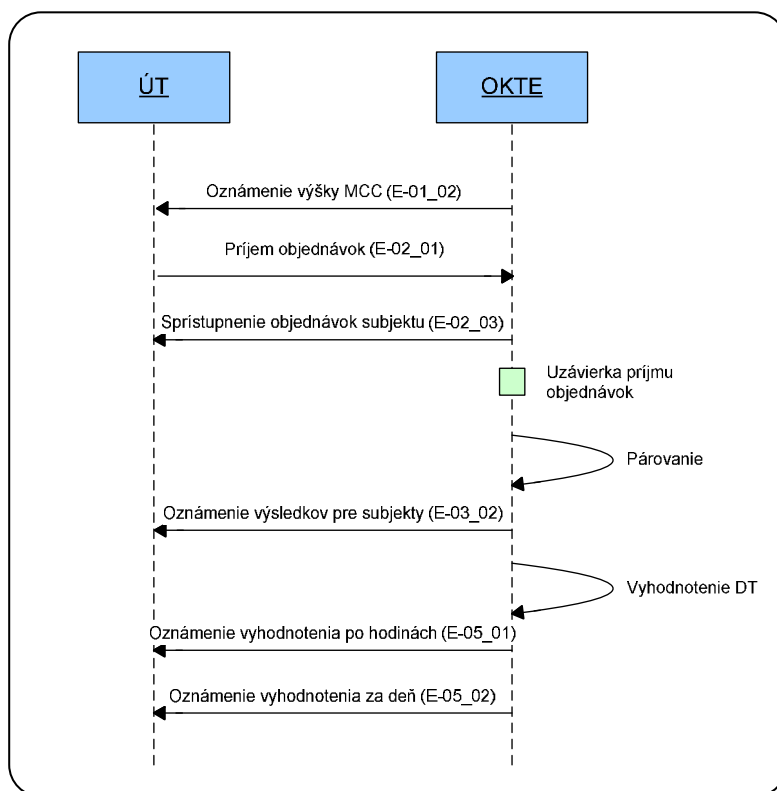 ÚT
OKTE
Oznámenie výšky MCC (E-01_02)
Príjem objednávok (E-02_01)
Sprístupnenie objednávok subjektu (E-02_03)
Uzávierka príjmu
objednávok
Párovanie
Oznámenie výsledkov pre subjekty (E-03_02)
Vyhodnotenie DT
Oznámenie vyhodnotenia po hodinách (E-05_01)
Oznámenie vyhodnotenia za deň (E-05_02)